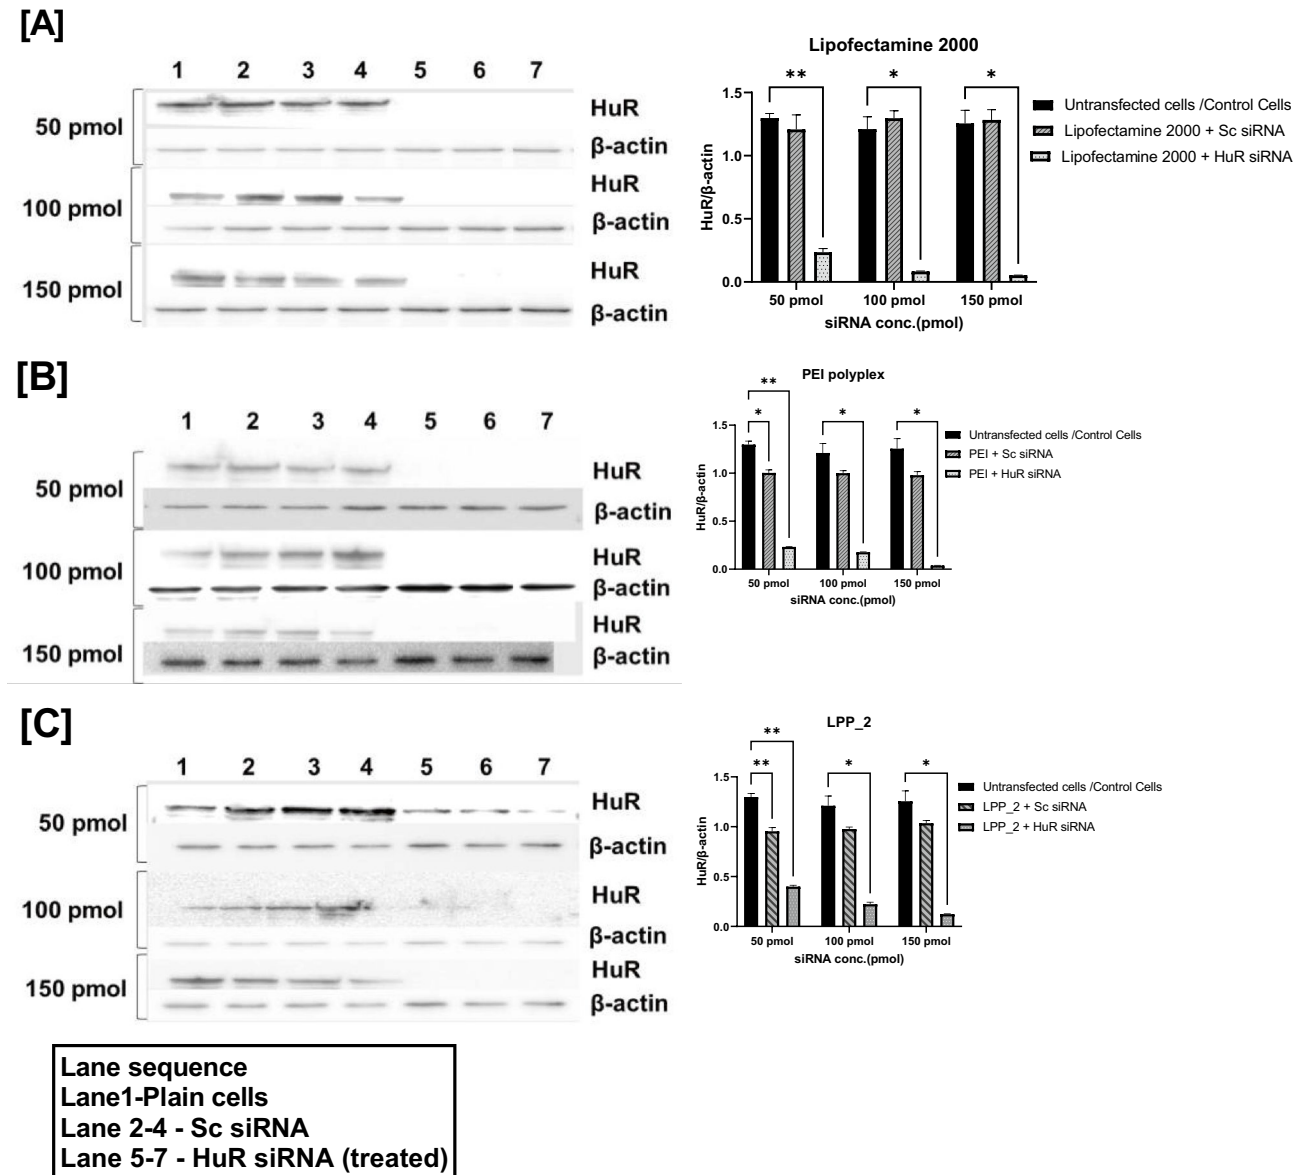 [A]
1 2 3 4 5 6 7
50 pmol
HuR
β-actin
100 pmol
HuR
β-actin
150 pmol
HuR
β-actin
Lipofectamine 2000
** * *
1.5
1.0
0.5
0.0
HuR/β-actin
50 pmol 100 pmol 150 pmol
siRNA conc.(pmol)
Untransfected cells /Control Cells
Lipofectamine 2000 + Sc siRNA
Lipofectamine 2000 + HuR siRNA
[B]
1 2 3 4 5 6 7
50 pmol
HuR
β-actin
100 pmol
HuR
β-actin
150 pmol
HuR
β-actin
PEI polyplex
**
* * *
1.5
1.0
0.5
0.0
HuR/β-actin
50 pmol 100 pmol 150 pmol
siRNA conc.(pmol)
Untransfected cells /Control Cells
PEI + Sc siRNA
PEI + HuR siRNA
[C]
1 2 3 4 5 6 7
50 pmol
HuR
β-actin
100 pmol
HuR
β-actin
150 pmol
HuR
β-actin
LPP_2
**
** * *
1.5
1.0
0.5
0.0
HuR/β-actin
50 pmol 100 pmol 150 pmol
siRNA conc.(pmol)
Untransfected cells /Control Cells
LPP_2 + Sc siRNA
LPP_2 + HuR siRNA
Lane sequence
Lane1-Plain cells
Lane 2-4 - Sc siRNA
Lane 5-7 - HuR siRNA (treated)